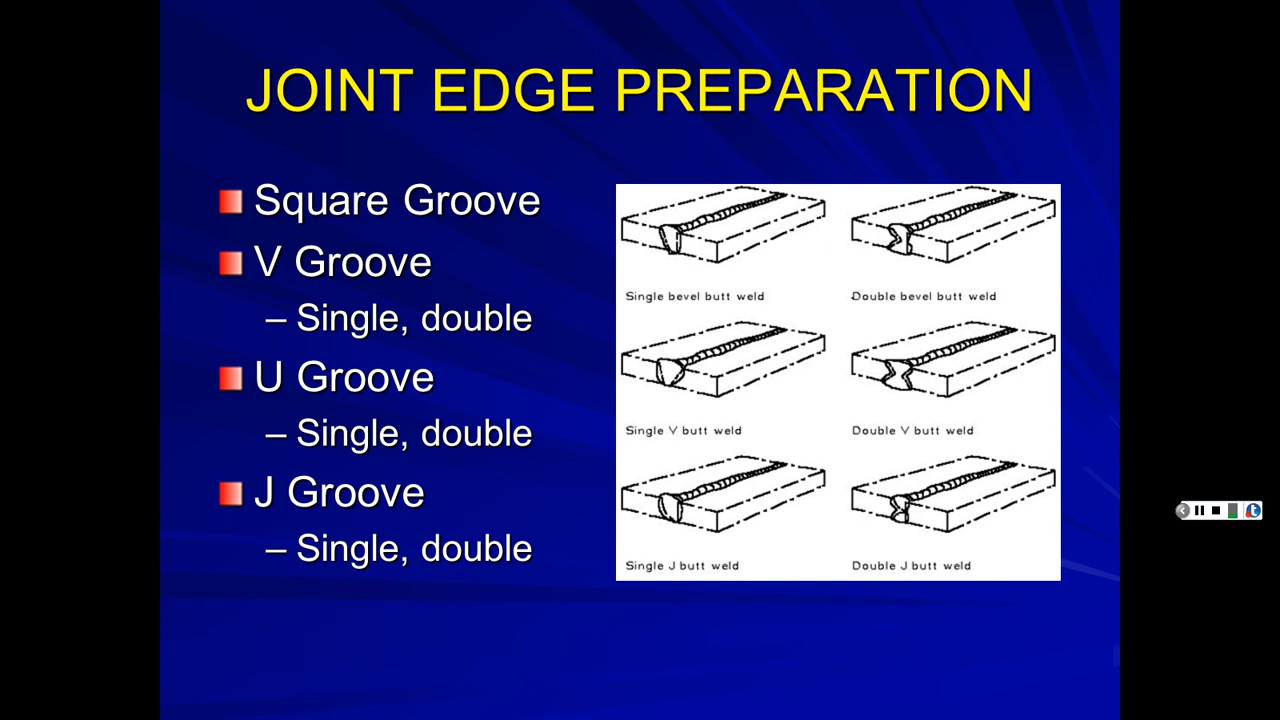 JOINT EDGE PREPARATION
Square Groove
V Groove
– Single, double
U Groove
– Single, double
J Groove
– Single, double
Single bevel butt weld
Double bevel butt weld
Single V butt weld
Double V butt weld
Single J butt weld
Double J butt weld
t